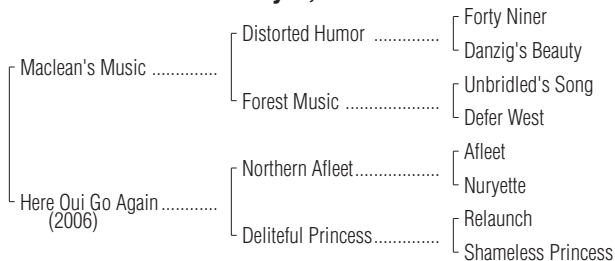 Forty Niner
Distorted Humor ..............
Danzig's Beauty
Maclean's Music ..............
Unbridled's Song
Forest Music ....................
Defer West
Afleet
Northern Afleet..................
Nuryette
Here Oui Go Again............
(2006)
Relaunch
Deliteful Princess..............
Shameless Princess